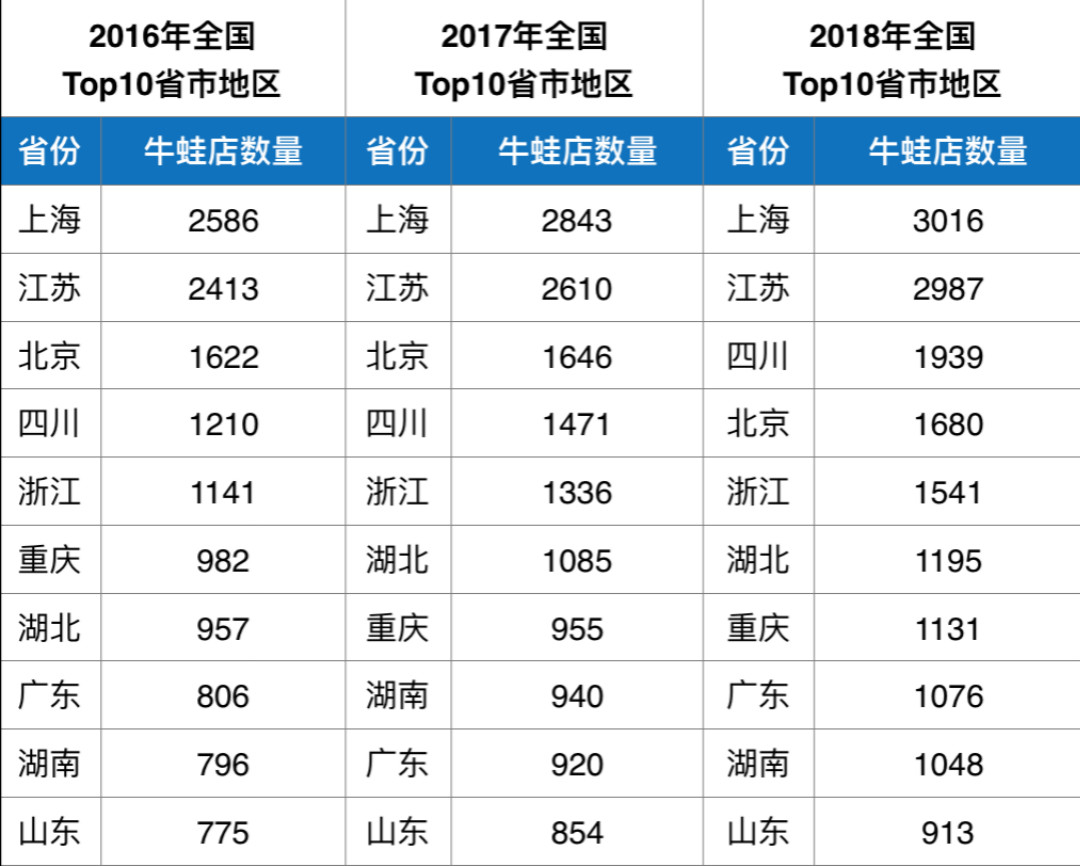 2016年全国 2017年全国 2018年全国
Top10省市地区 Top10省市地区 Top10省市地区
省份 牛蛙店数量 省份 牛蛙店数量 省份 牛蛙店数量
上海 2586 上海 2843 上海 3016
江苏 2413 江苏 2610 江苏 2987
北京 1622 北京 1646 四川 1939
四川 1210 四川 1471 北京 1680
浙江 1141 浙江 1336 浙江 1541
重庆 982 湖北 1085 湖北 1195
湖北 957 重庆 955 重庆 1131
广东 806 湖南 940 广东 1076
湖南 796 广东 920 湖南 1048
山东 775 山东 854 山东 913